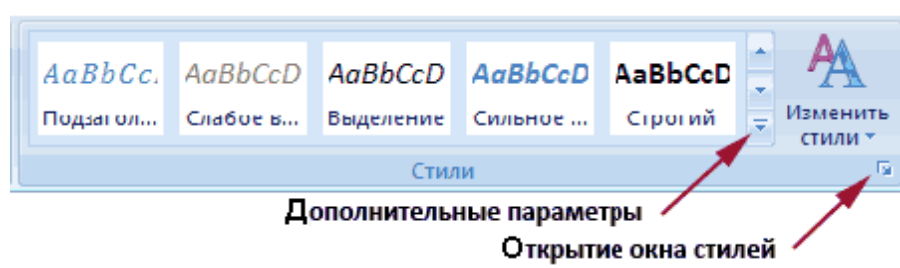 AaBbCc. AaBbCcD AaBbCcD AaBbCcD AaBbCcD
Подзагол... Слабое в... Выделение Сильное ... Строгий
Изменить
стили
Стили
Дополнительные параметры
Открытие окна стилей